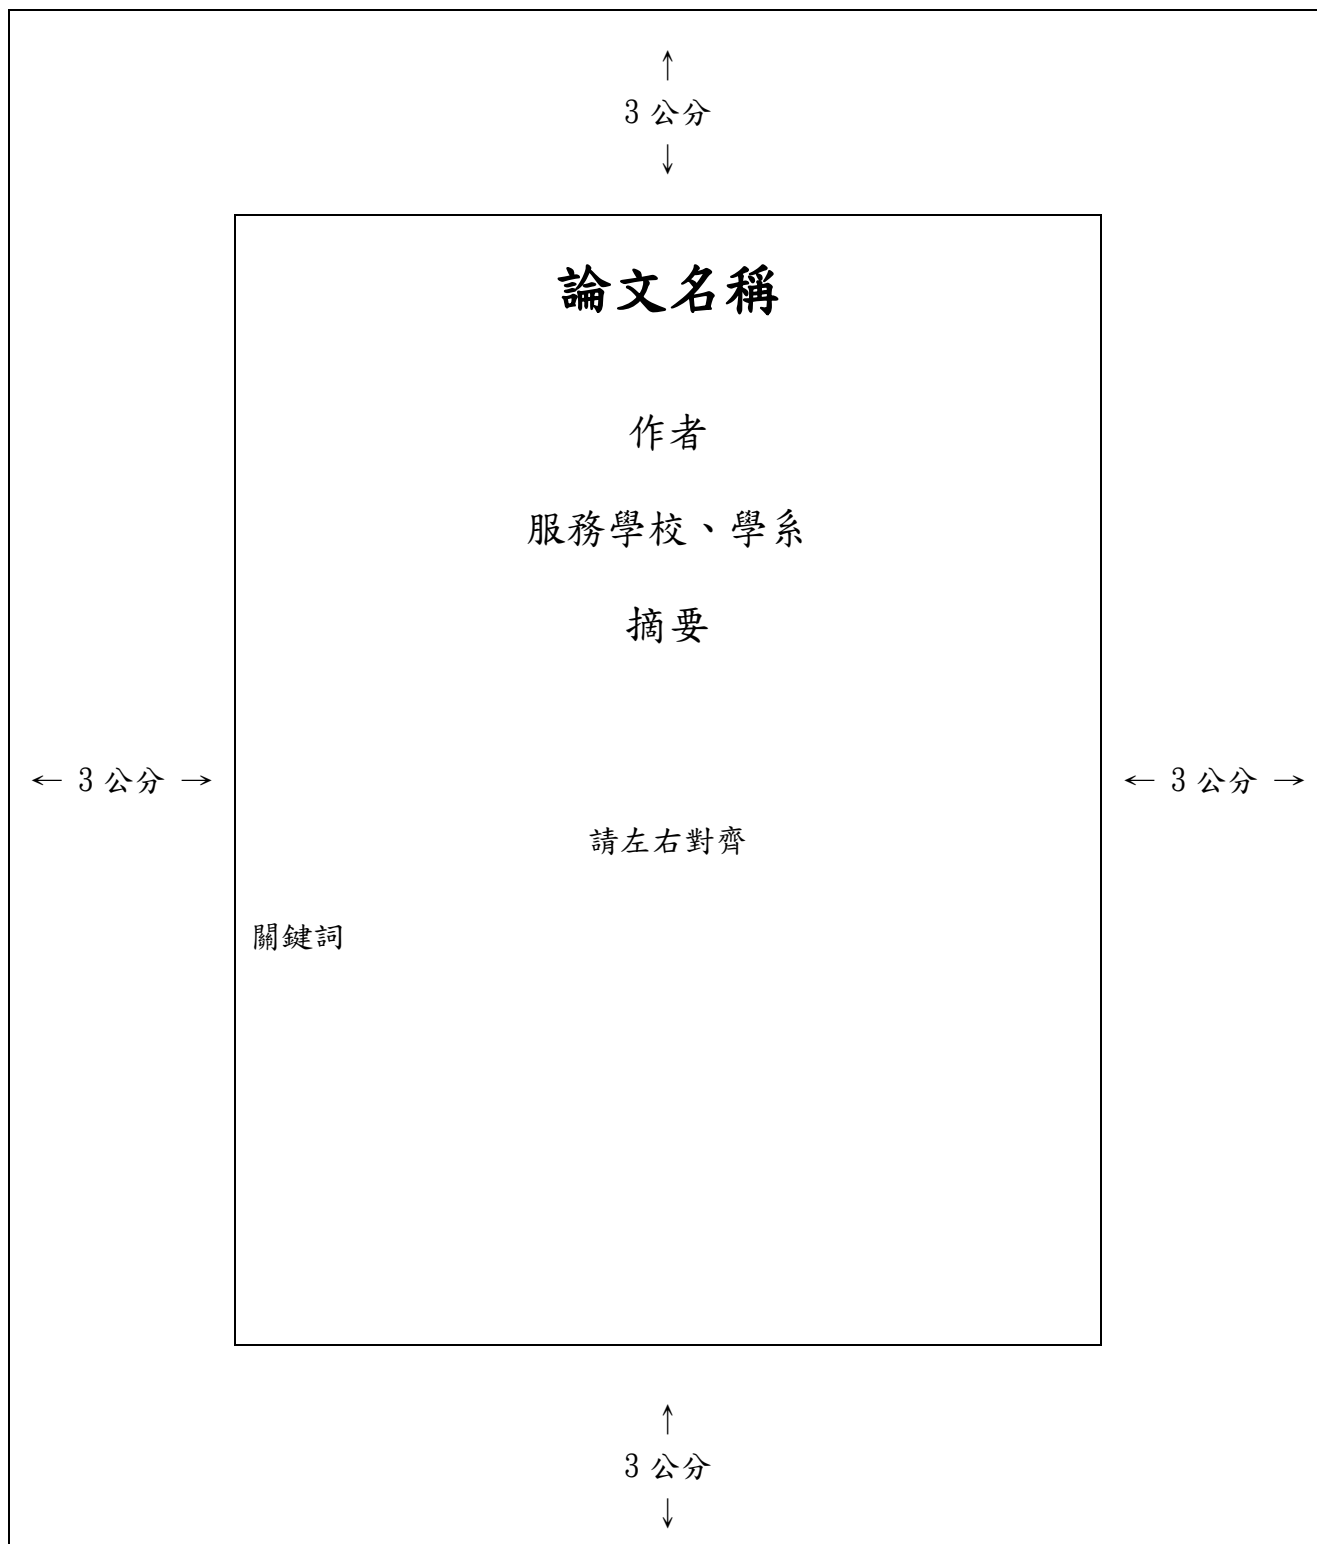 ↑
3 公分
↓
論文名稱
作者
服務學校、學系
摘要
← 3 公分 →
← 3 公分 →
請左右對齊
關鍵詞
↑
3 公分
↓